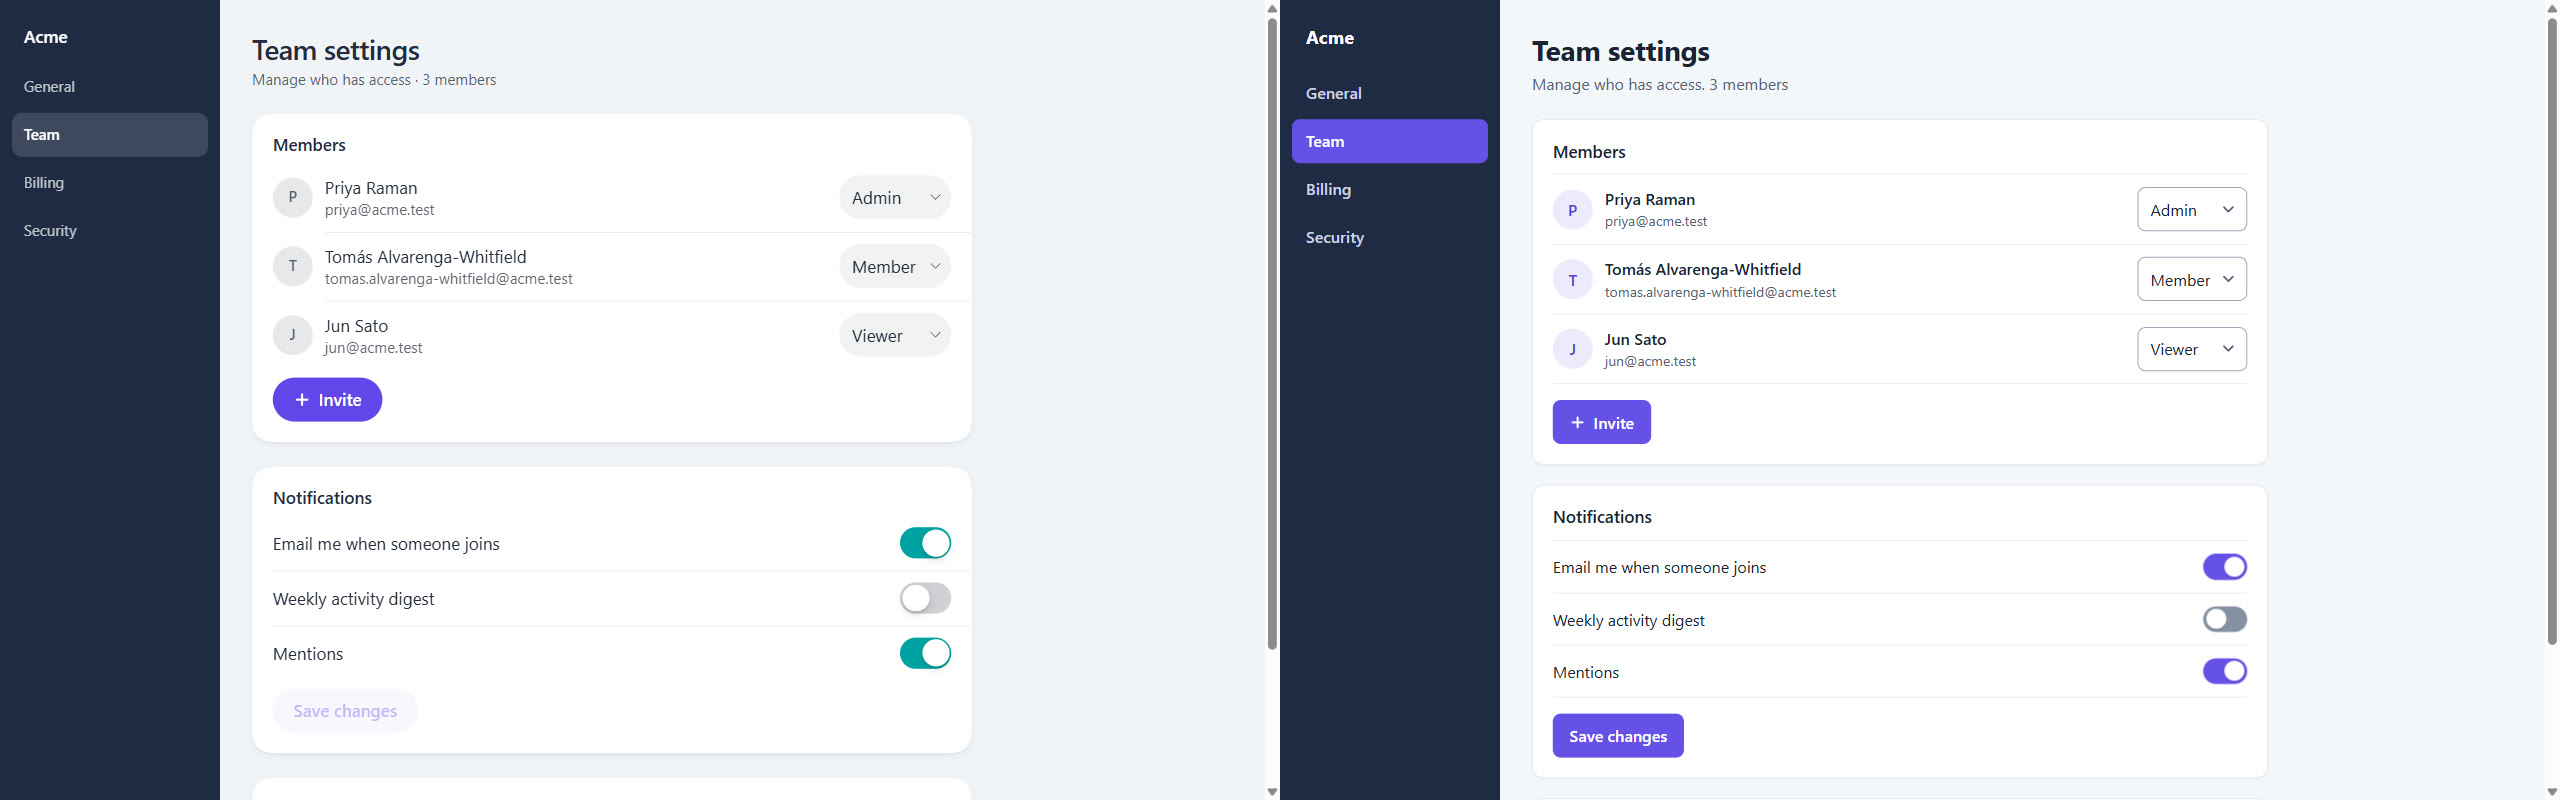 Acme
General
Team
Billing
Security
Team settings
Manage who has access · 3 members
Members
P
Priya Raman
priya@acme.test
Admin
T
Tomás Alvarenga-Whitfield
tomas.alvarenga-whitfield@acme.test
Member
J
Jun Sato
jun@acme.test
Viewer
+ Invite
Notifications
Email me when someone joins
Weekly activity digest
Mentions
Save changes
Acme
General
Team
Billing
Security
Team settings
Manage who has access. 3 members
Members
P
Priya Raman
priya@acme.test
Admin
T
Tomás Alvarenga-Whitfield
tomas.alvarenga-whitfield@acme.test
Member
J
Jun Sato
jun@acme.test
Viewer
+ Invite
Notifications
Email me when someone joins
Weekly activity digest
Mentions
Save changes